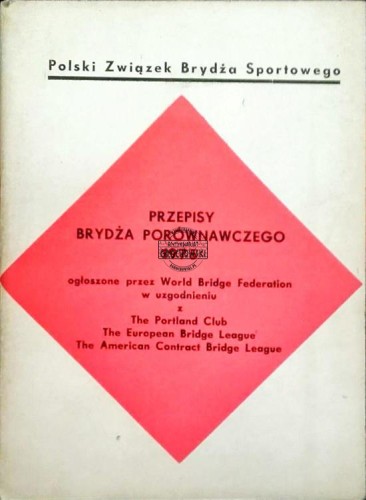 Polski Związek Brydża Sportowego
PRZEPISY
BRYDŻA PORÓWNAWCZEGO
ogłoszone przez World Bridge Federation
w uzgodnieniu
z
The Portland Club
The European Bridge League
The American Contract Bridge League